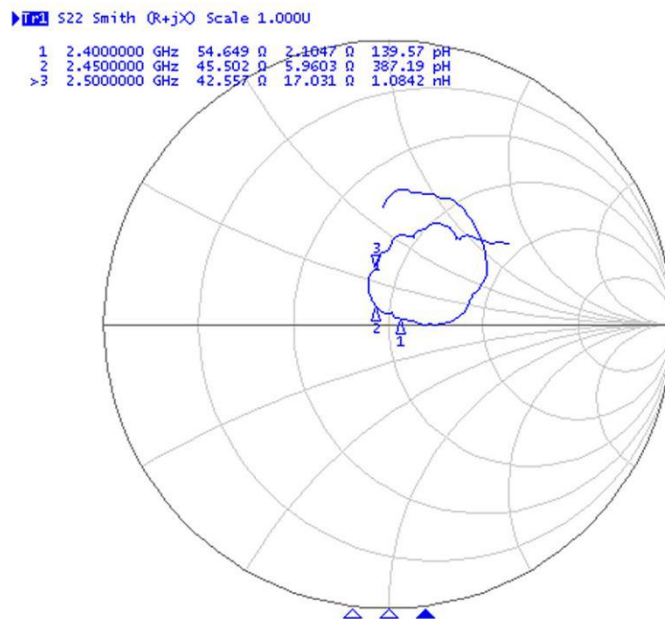 ▶Tr1 S22 Smith (R+jX) Scale 1.000U
1 2.4000000 GHz 54.649 Ω 2.1047 Ω 139.57 pH
2 2.4500000 GHz 45.502 Ω 5.9603 Ω 387.19 pH
>3 2.5000000 GHz 42.557 Ω 17.031 Ω 1.0842 nH
3
2
1